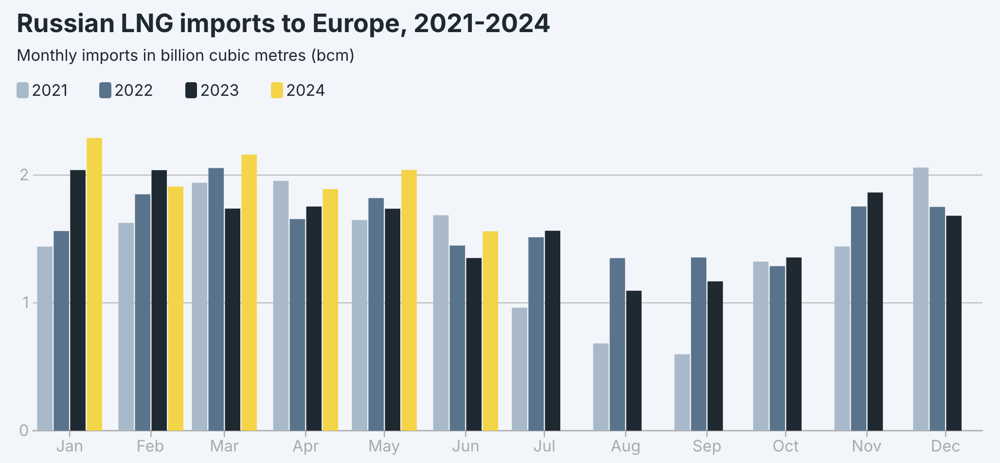 Russian LNG imports to Europe, 2021-2024
Monthly imports in billion cubic metres (bcm)
2021 2022 2023 2024
2
1
0
Jan Feb Mar Apr May Jun Jul Aug Sep Oct Nov Dec